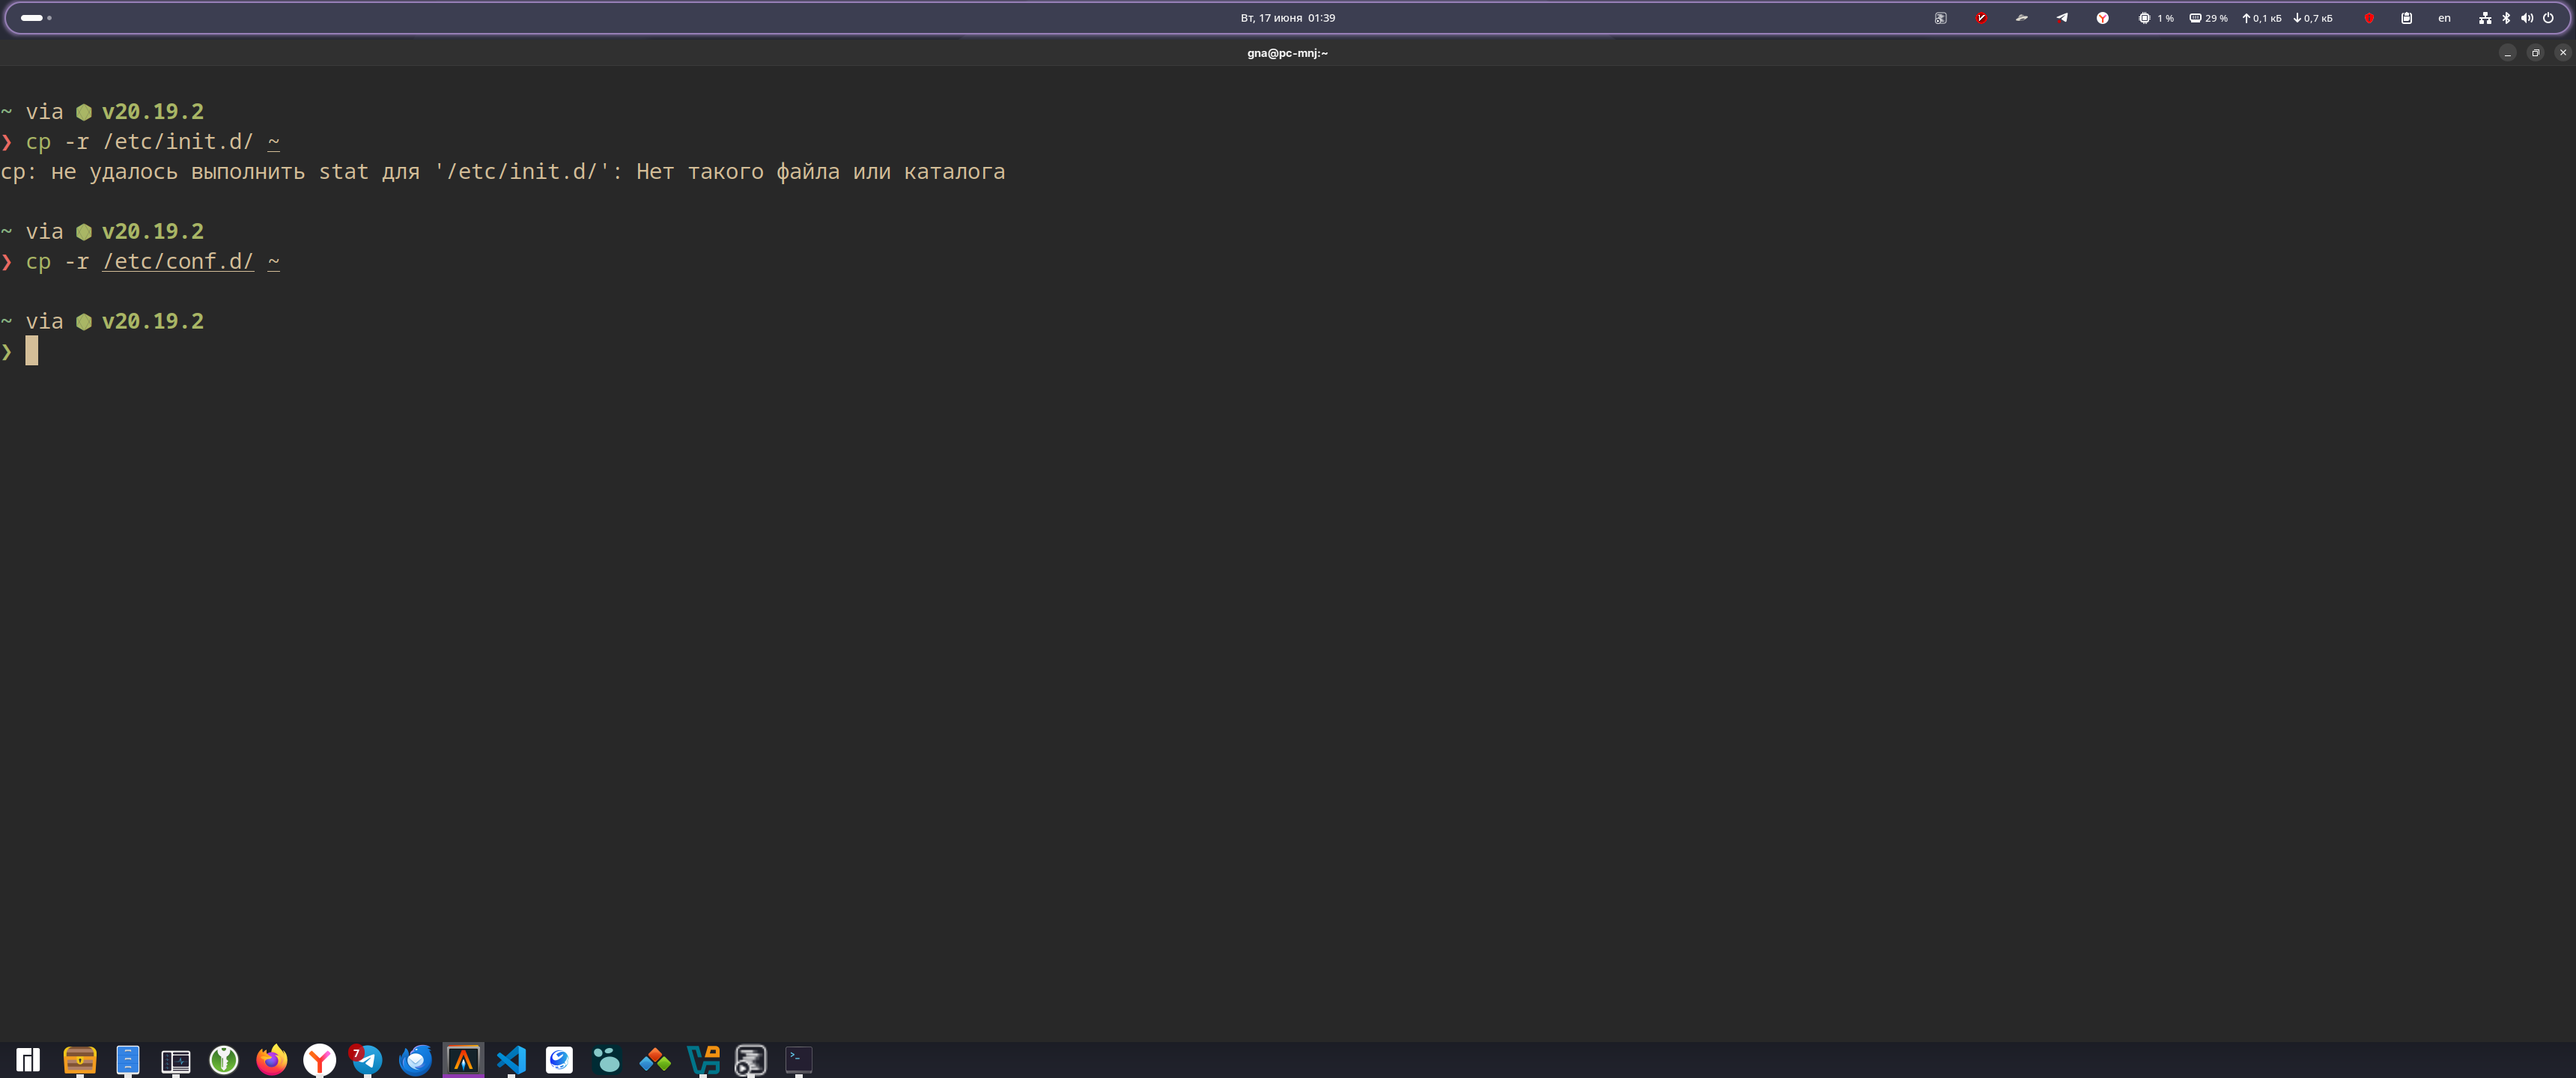 Вт, 17 июня 01:39
1 %
29 %
0,1 кБ
0,7 кБ
en
gna@pc-mnj:~
~ via v20.19.2
❯ cp -r /etc/init.d/ ~
cp: не удалось выполнить stat для '/etc/init.d/': Нет такого файла или каталога
~ via v20.19.2
❯ cp -r /etc/conf.d/ ~
~ via v20.19.2
❯
7